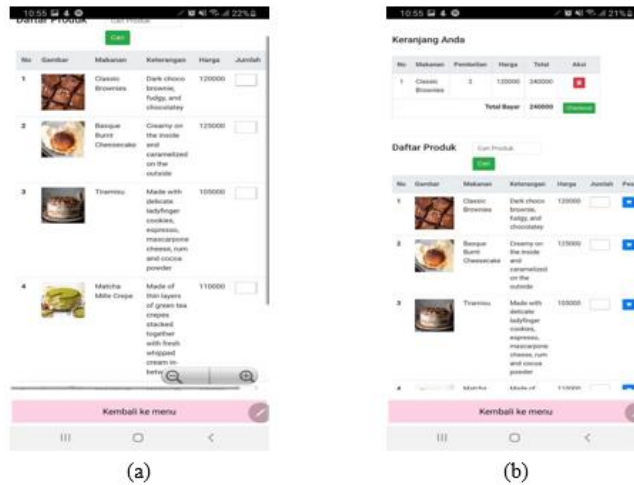 10:55
22%
Daftar Produk
Cari Produk
Cari
No Gambar Makanan Keterangan Harga Jumlah
1 Classic Brownies Dark choco brownie, fudgy, and chocolatey 120000
2 Basque Burnt Cheesecake Creamy on the inside and caramelized on the outside 125000
3 Tiramisu Made with delicate ladyfinger cookies, espresso, mascarpone cheese, rum and cocoa powder 105000
4 Matcha Mille Crepe Made of thin layers of green tea crepes stacked together with fresh whipped cream in-
Kembali ke menu
(a)
10:55
21%
Keranjang Anda
No Makanan Pembelian Harga Total Aksi
1 Classic Brownies 2 120000 240000
Total Bayar 240000 Checkout
Daftar Produk
Cari Produk
Cari
No Gambar Makanan Keterangan Harga Jumlah
1 Classic Brownies Dark choco brownie, fudgy, and chocolatey 120000
2 Basque Burnt Cheesecake Creamy on the inside and caramelized on the outside 125000
3 Tiramisu Made with delicate ladyfinger cookies, espresso, mascarpone cheese, rum and cocoa powder 105000
Kembali ke menu
(b)